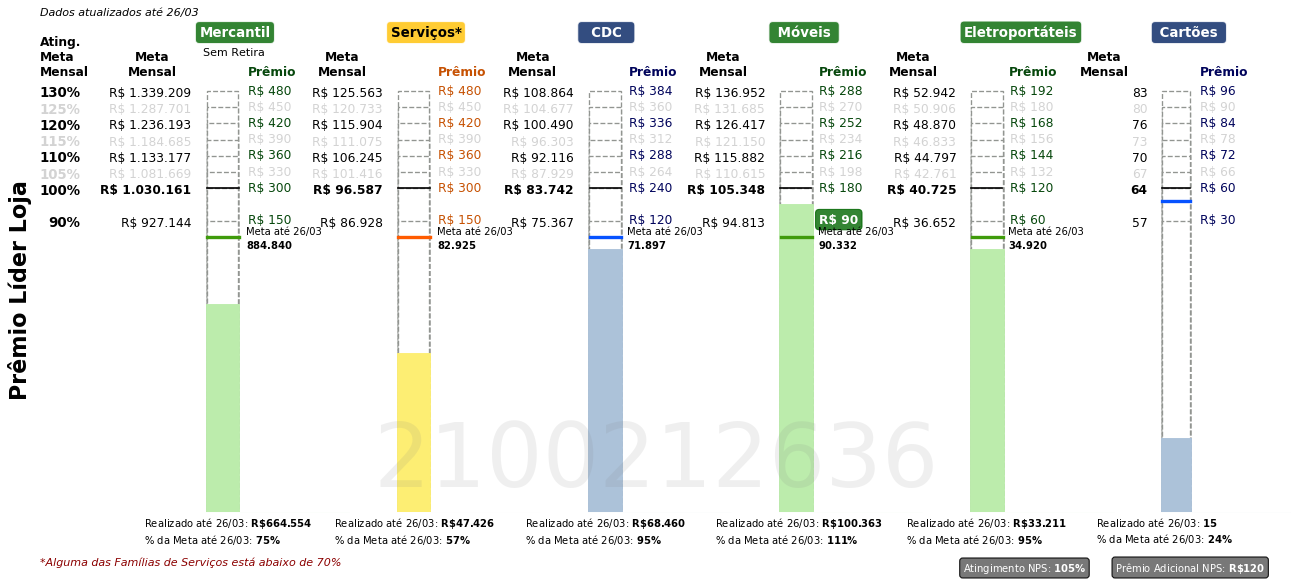 Dados atualizados até 26/03
Mercantil Serviços* CDC Móveis Eletroportáteis Cartões
Sem Retira
Ating. Meta Mensal Meta Mensal Prêmio Meta Mensal Prêmio Meta Mensal Prêmio Meta Mensal Prêmio Meta Mensal Prêmio Meta Mensal Prêmio
130% R$ 1.339.209 R$ 480 R$ 125.563 R$ 480 R$ 108.864 R$ 384 R$ 136.952 R$ 288 R$ 52.942 R$ 192 83 R$ 96
125% R$ 1.287.701 R$ 450 R$ 120.733 R$ 450 R$ 104.677 R$ 360 R$ 131.685 R$ 270 R$ 50.906 R$ 180 80 R$ 90
120% R$ 1.236.193 R$ 420 R$ 115.904 R$ 420 R$ 100.490 R$ 336 R$ 126.417 R$ 252 R$ 48.870 R$ 168 76 R$ 84
115% R$ 1.184.685 R$ 390 R$ 111.075 R$ 390 R$ 96.303 R$ 312 R$ 121.150 R$ 234 R$ 46.833 R$ 156 73 R$ 78
110% R$ 1.133.177 R$ 360 R$ 106.245 R$ 360 R$ 92.116 R$ 288 R$ 115.882 R$ 216 R$ 44.797 R$ 144 70 R$ 72
105% R$ 1.081.669 R$ 330 R$ 101.416 R$ 330 R$ 87.929 R$ 264 R$ 110.615 R$ 198 R$ 42.761 R$ 132 67 R$ 66
100% R$ 1.030.161 R$ 300 R$ 96.587 R$ 300 R$ 83.742 R$ 240 R$ 105.348 R$ 180 R$ 40.725 R$ 120 64 R$ 60
90% R$ 927.144 R$ 150 R$ 86.928 R$ 150 R$ 75.367 R$ 120 R$ 94.813 R$ 90 R$ 36.652 R$ 60 57 R$ 30
Meta até 26/03 Meta até 26/03 Meta até 26/03 Meta até 26/03 Meta até 26/03
884.840 82.925 71.897 90.332 34.920
Prêmio Líder Loja
2100212636
Realizado até 26/03: R$664.554 Realizado até 26/03: R$47.426 Realizado até 26/03: R$68.460 Realizado até 26/03: R$100.363 Realizado até 26/03: R$33.211 Realizado até 26/03: 15
% da Meta até 26/03: 75% % da Meta até 26/03: 57% % da Meta até 26/03: 95% % da Meta até 26/03: 111% % da Meta até 26/03: 95% % da Meta até 26/03: 24%
*Alguma das Famílias de Serviços está abaixo de 70% Atingimento NPS: 105% Prêmio Adicional NPS: R$120